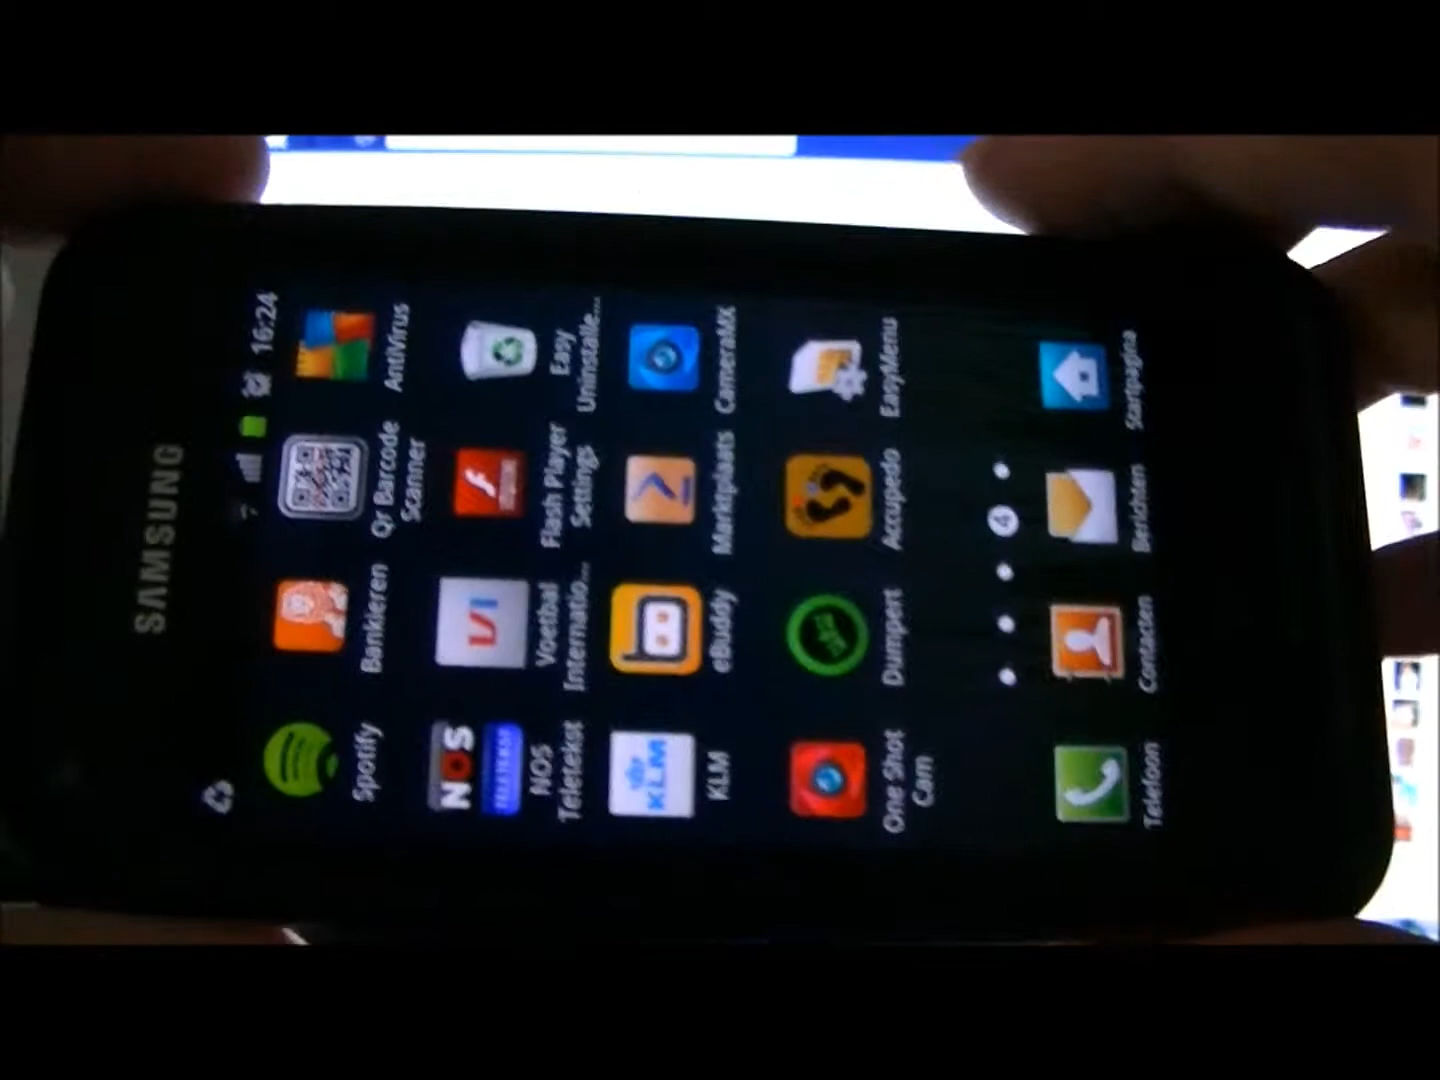 SAMSUNG
16:24
Spotify
Bankieren
Qr Barcode
Scanner
AntiVirus
NOS
TELETEKST
NOS
Teletekst
VI
Voetbal
Internatio...
Flash Player
Settings
Easy
Uninstalle...
KLM
KLM
eBuddy
Marktplaats
CameraMX
One Shot
Cam
Dumpert
Accupedo
EasyMenu
4
Telefoon
Contacten
Berichten
Startpagina